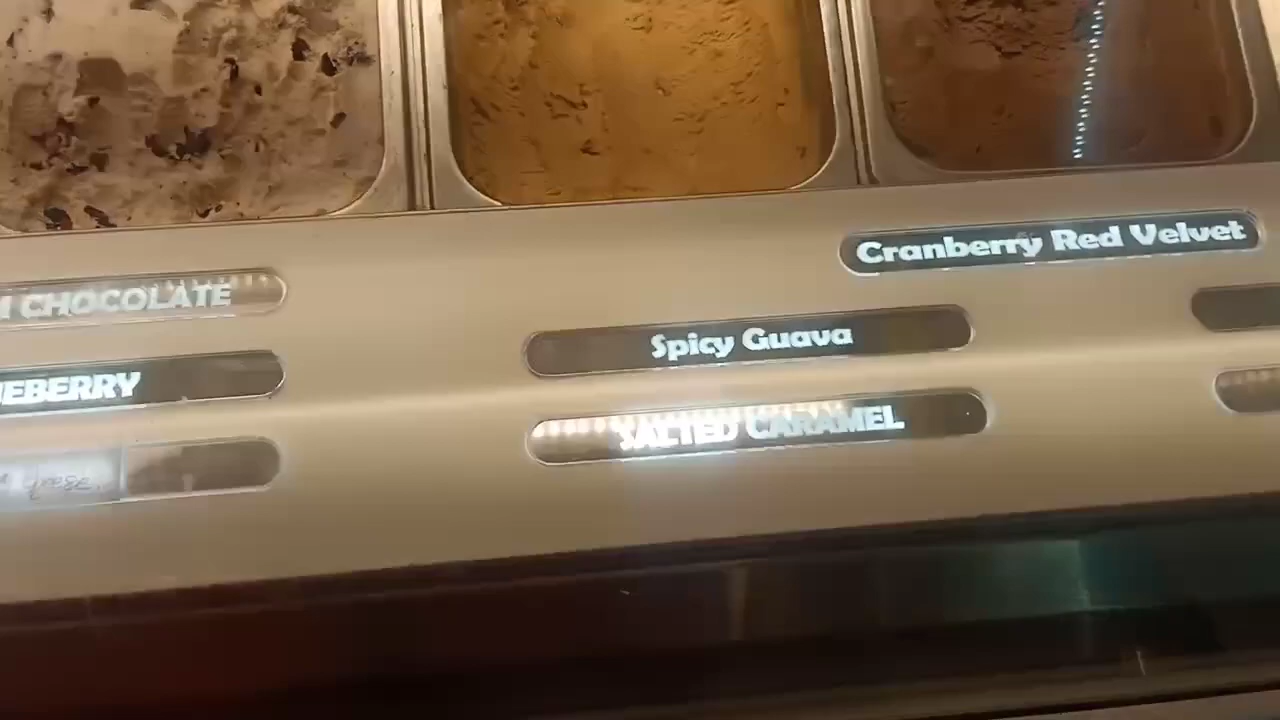 Cranberry Red Velvet
CHOCOLATE
Spicy Guava
EBERRY
SALTED CARAMEL